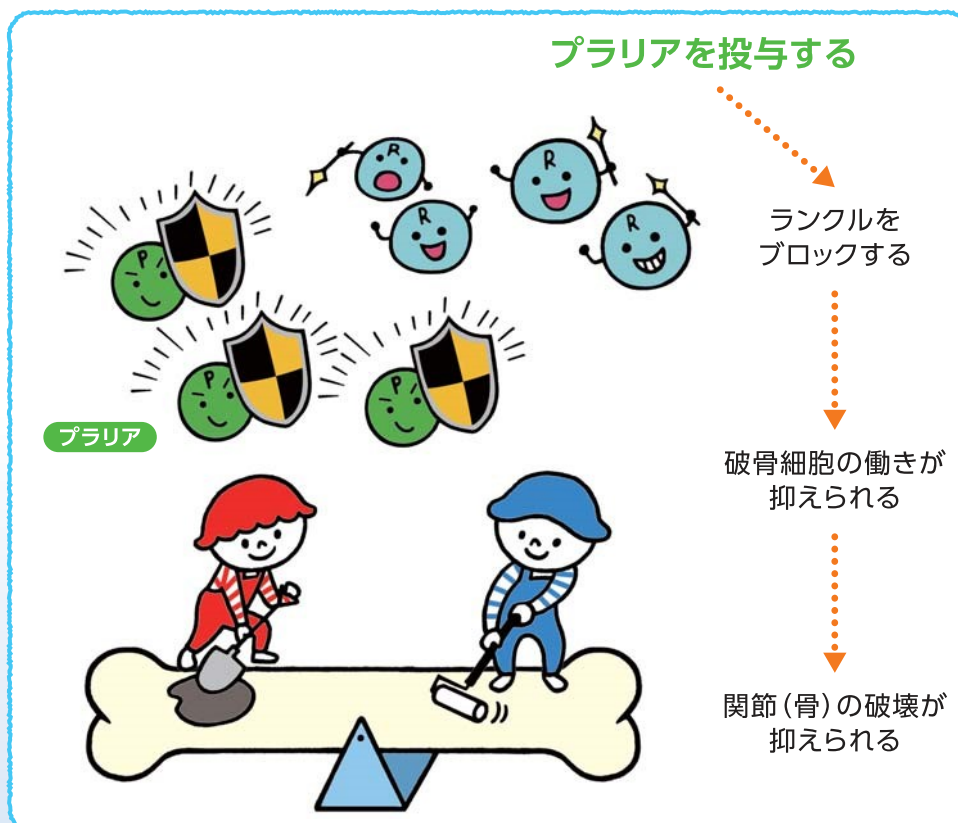 プラリアを投与する
R
R
R
R
ランクルを
ブロックする
P
P
P
プラリア
破骨細胞の働きが
抑えられる
関節(骨)の破壊が
抑えられる